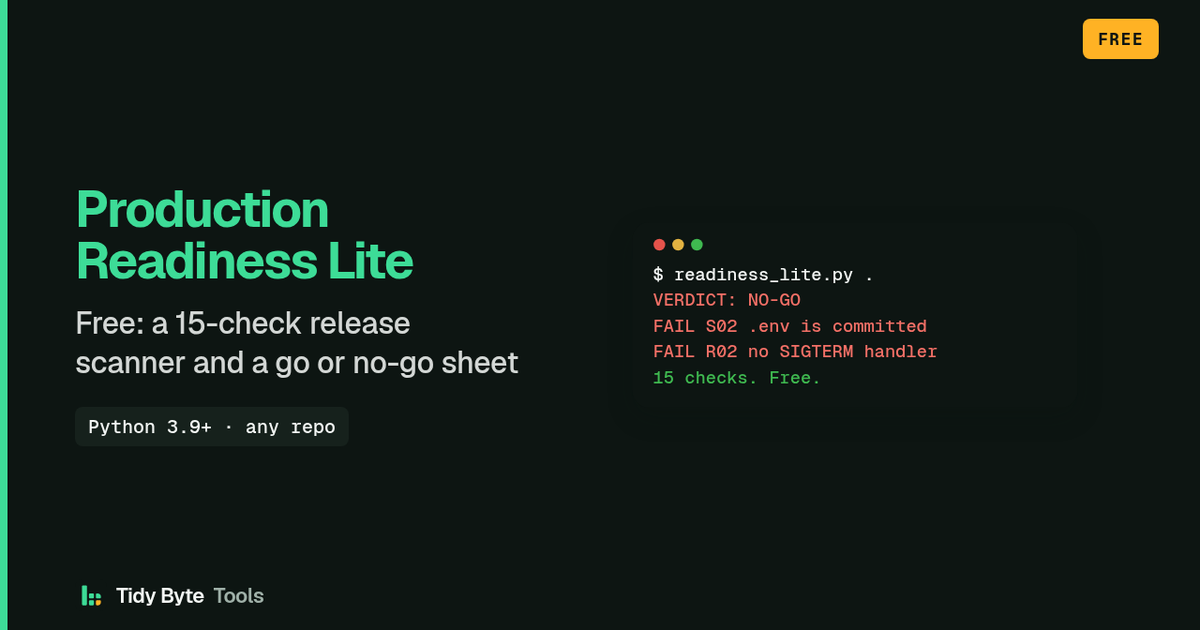 FREE
Production
Readiness Lite
Free: a 15-check release
scanner and a go or no-go sheet
Python 3.9+ · any repo
$ readiness_lite.py .
VERDICT: NO-GO
FAIL S02 .env is committed
FAIL R02 no SIGTERM handler
15 checks. Free.
Tidy Byte Tools